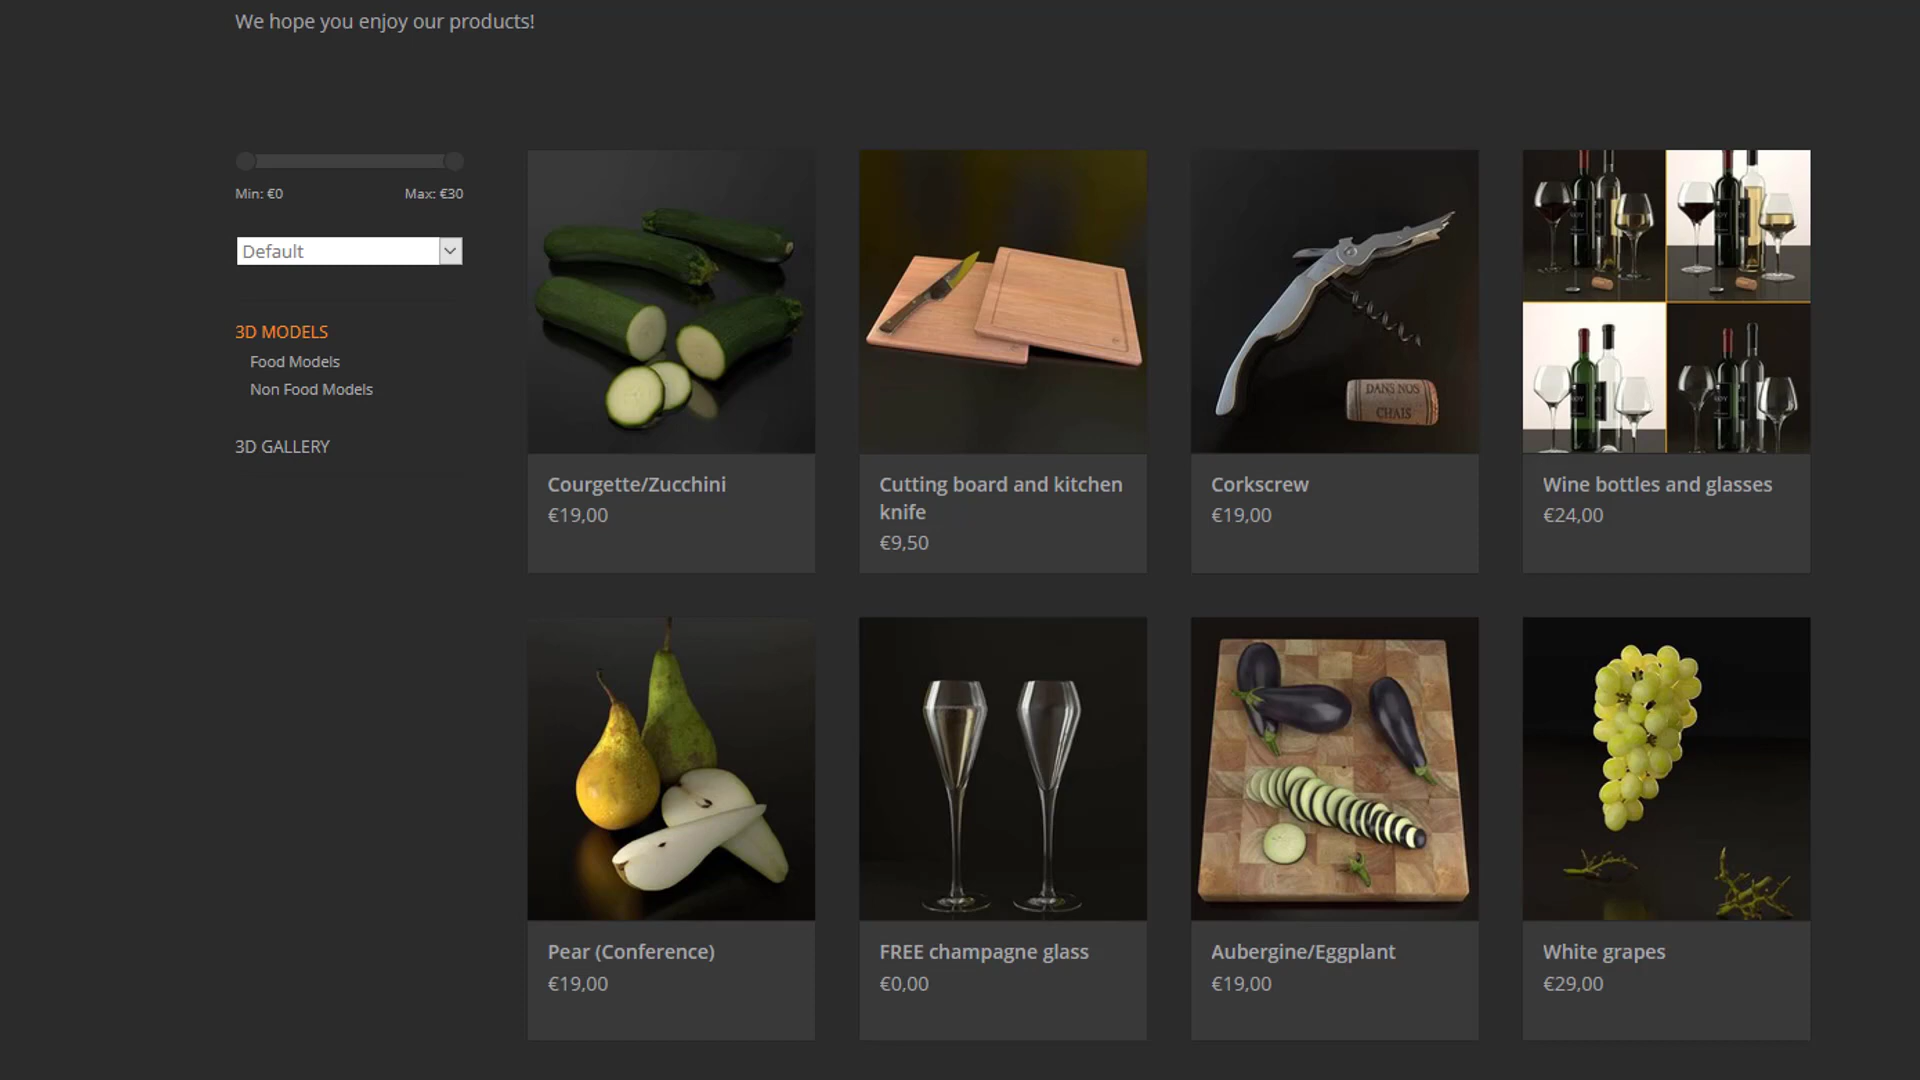 We hope you enjoy our products!
Min: €0
Max: €30
Default
3D MODELS
Food Models
Non Food Models
3D GALLERY
DANS NOS
CHAIS
Courgette/Zucchini
€19,00
Cutting board and kitchen
knife
€9,50
Corkscrew
€19,00
Wine bottles and glasses
€24,00
Pear (Conference)
€19,00
FREE champagne glass
€0,00
Aubergine/Eggplant
€19,00
White grapes
€29,00